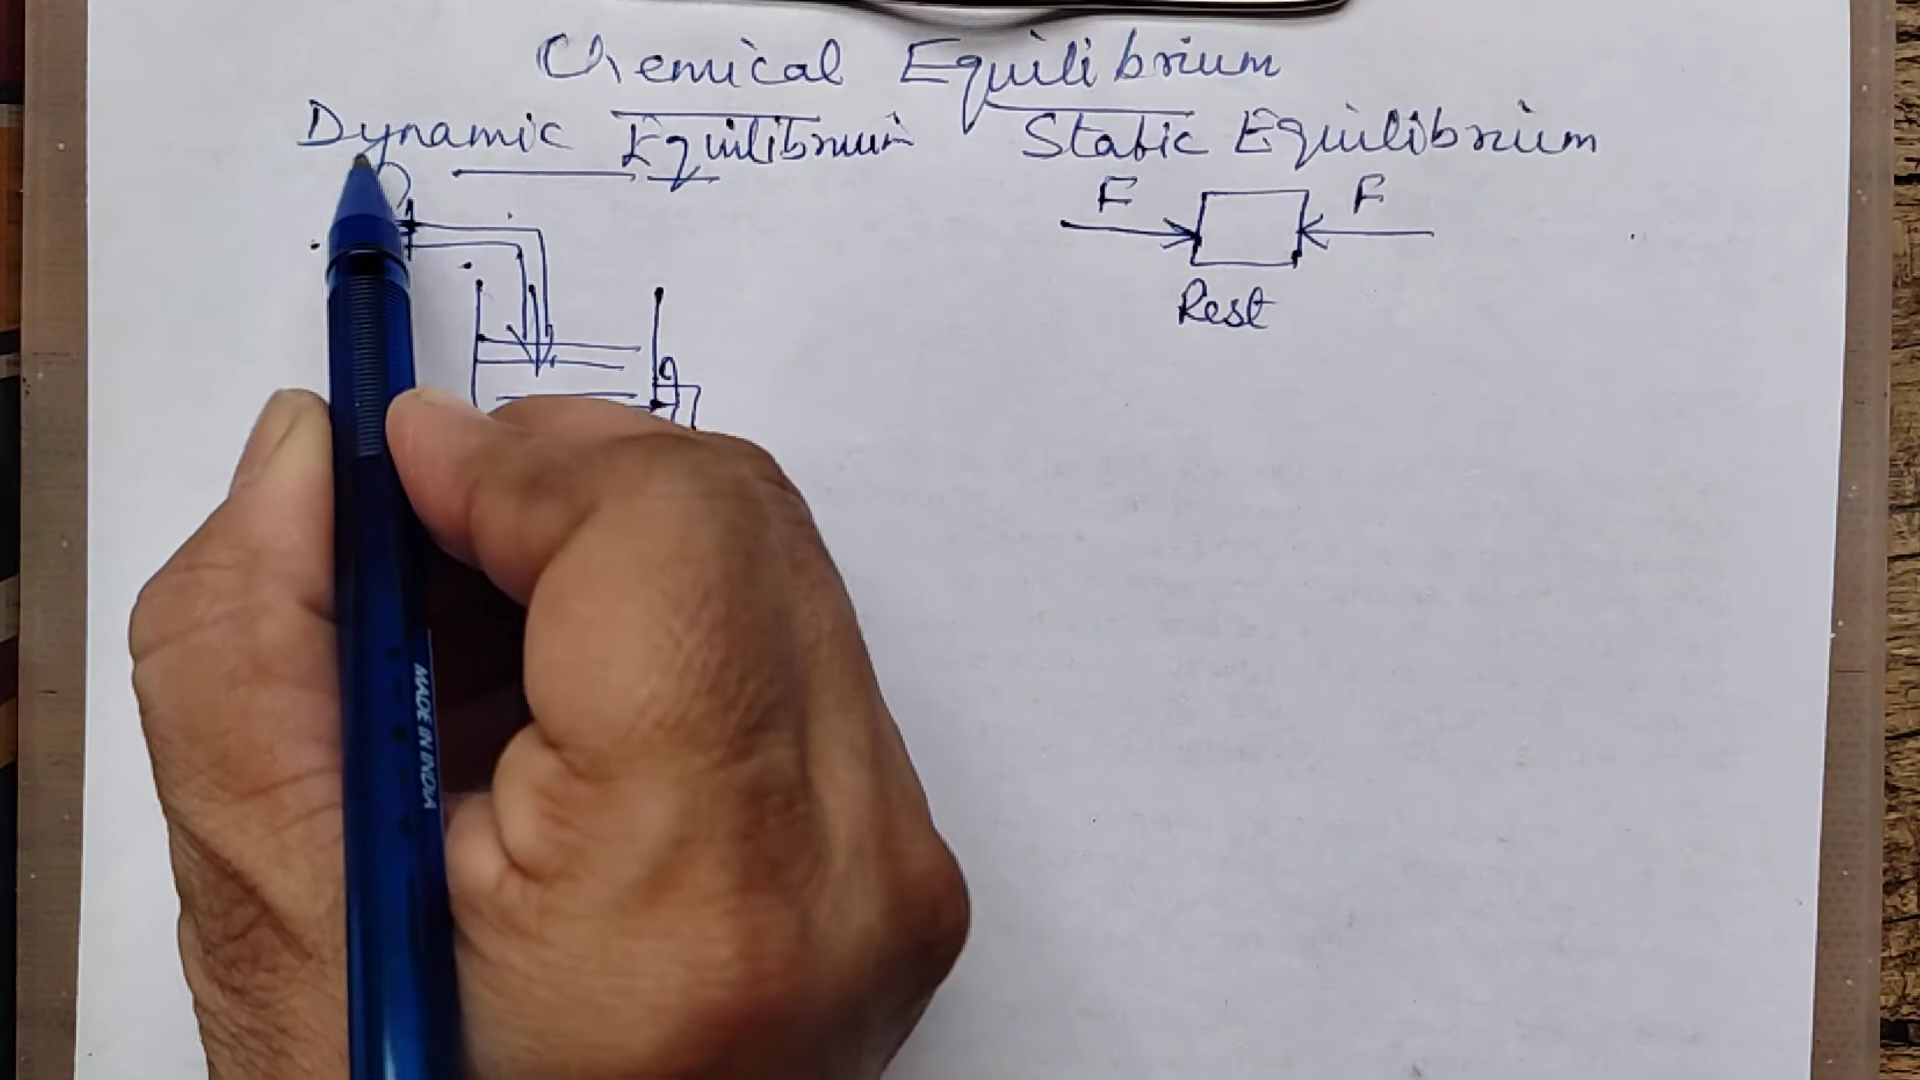 Chemical Equilibrium
Dynamic Equilibrium Static Equilibrium
F F
Rest
MADE IN INDIA